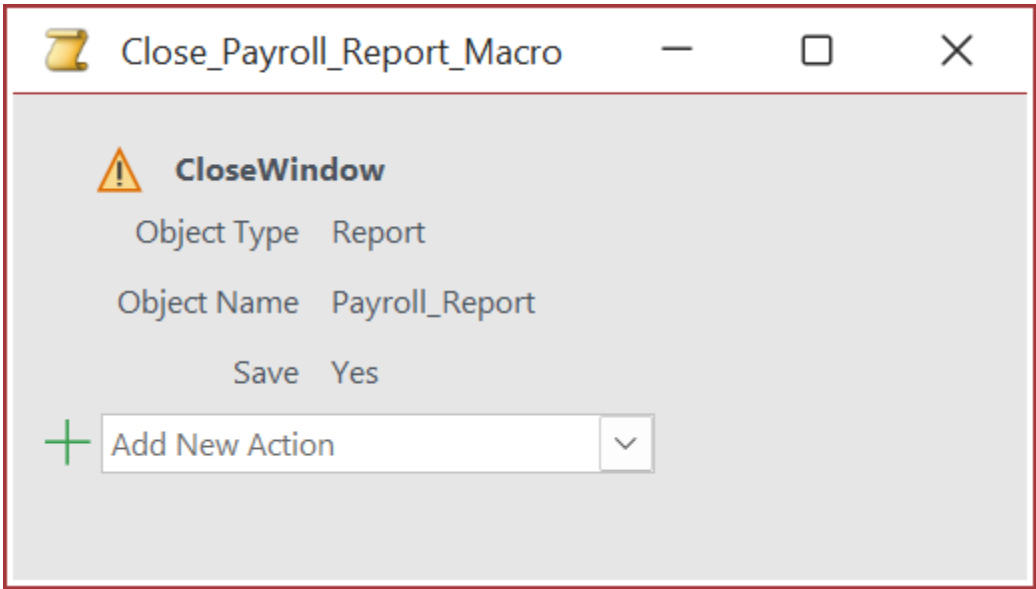 Close_Payroll_Report_Macro
CloseWindow
Object Type Report
Object Name Payroll_Report
Save Yes
Add New Action